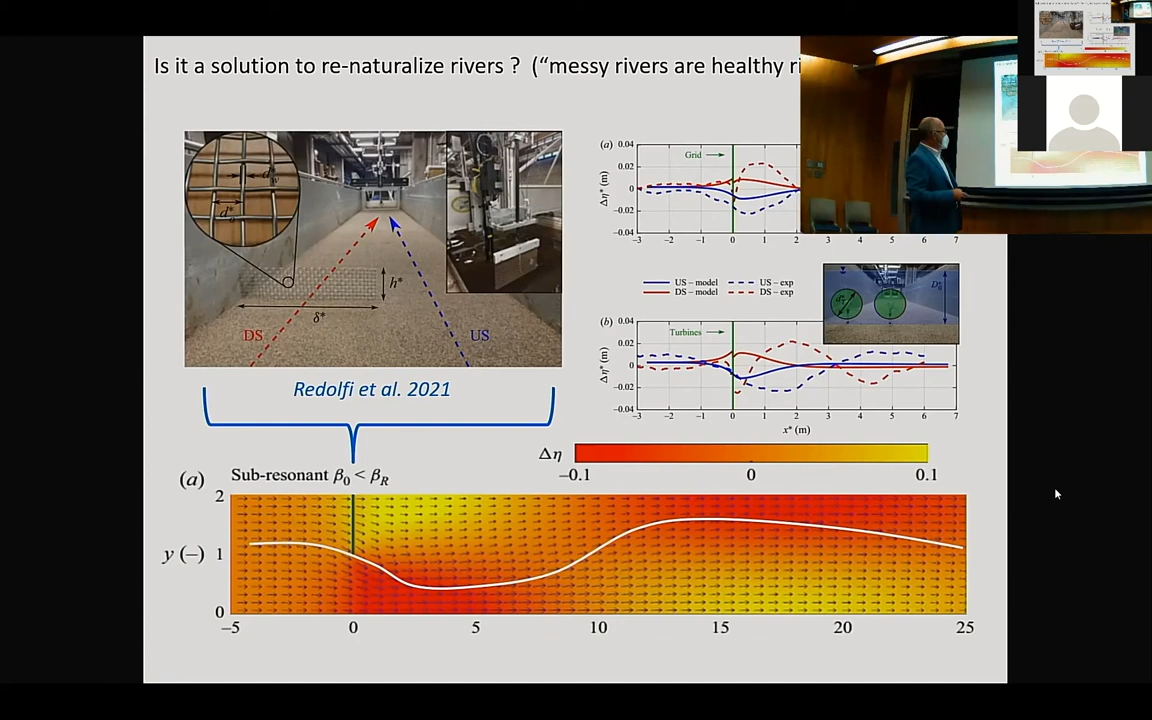 Is it a solution to re-naturalize rivers ? (“messy rivers are healthy ri
h*
δ*
DS
US
Redolfi et al. 2021
(a)
Grid
Δη* (m)
0.04
0.02
0
−0.02
−0.04
−3 −2 −1 0 1 2 3 4 5 6 7
US – model US – exp
DS – model DS – exp
(b)
Turbines
Δη* (m)
0.04
0.02
0
−0.02
−0.04
−3 −2 −1 0 1 2 3 4 5 6 7
x* (m)
Δη
−0.1 0 0.1
(a) Sub-resonant β0 < βR
y (–)
2
1
0
−5 0 5 10 15 20 25